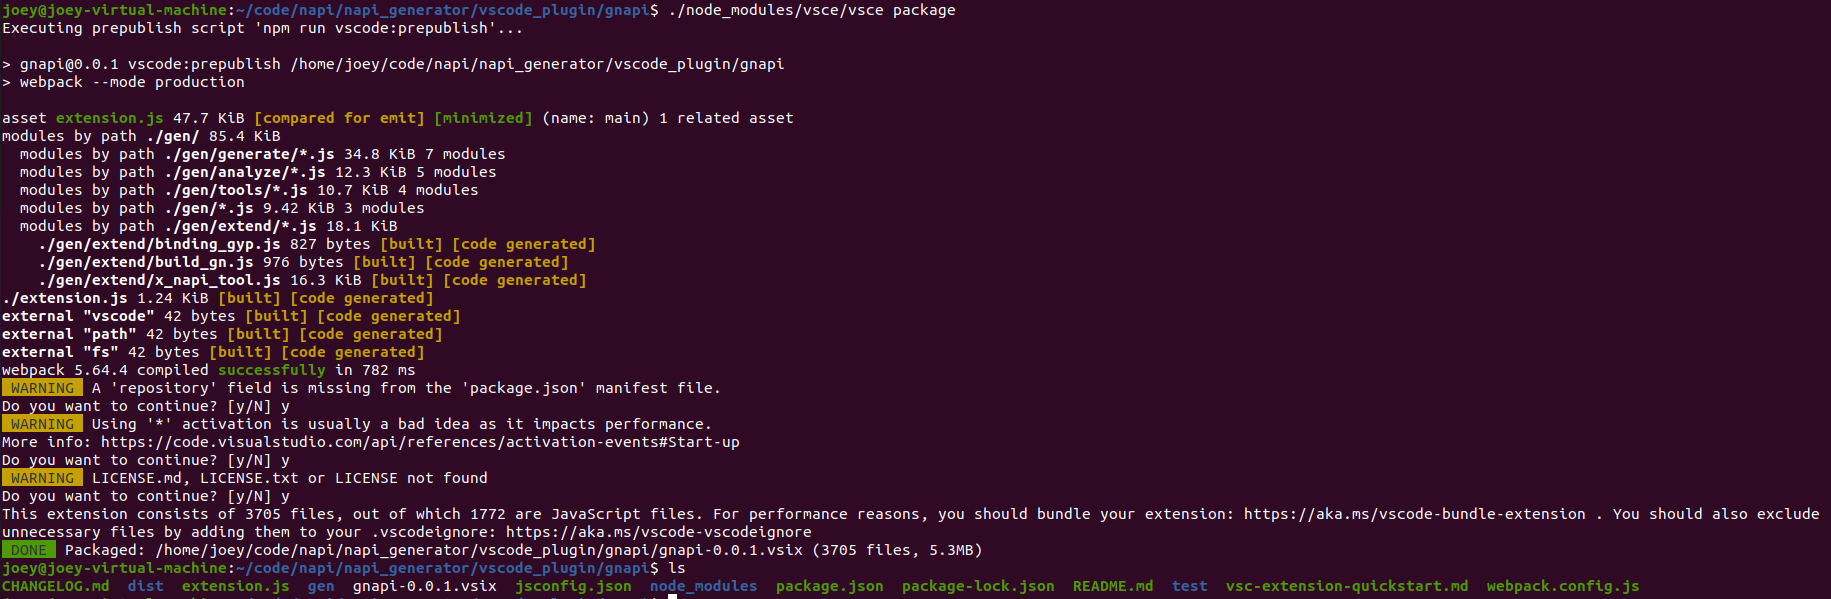 joey@joey-virtual-machine:~/code/napi/napi_generator/vscode_plugin/gnapi$ ./node_modules/vsce/vsce package
Executing prepublish script 'npm run vscode:prepublish'...
> gnapi@0.0.1 vscode:prepublish /home/joey/code/napi/napi_generator/vscode_plugin/gnapi
> webpack --mode production
asset extension.js 47.7 KiB [compared for emit] [minimized] (name: main) 1 related asset
modules by path ./gen/ 85.4 KiB
  modules by path ./gen/generate/*.js 34.8 KiB 7 modules
  modules by path ./gen/analyze/*.js 12.3 KiB 5 modules
  modules by path ./gen/tools/*.js 10.7 KiB 4 modules
  modules by path ./gen/*.js 9.42 KiB 3 modules
  modules by path ./gen/extend/*.js 18.1 KiB
    ./gen/extend/binding_gyp.js 827 bytes [built] [code generated]
    ./gen/extend/build_gn.js 976 bytes [built] [code generated]
    ./gen/extend/x_napi_tool.js 16.3 KiB [built] [code generated]
./extension.js 1.24 KiB [built] [code generated]
external "vscode" 42 bytes [built] [code generated]
external "path" 42 bytes [built] [code generated]
external "fs" 42 bytes [built] [code generated]
webpack 5.64.4 compiled successfully in 782 ms
WARNING A 'repository' field is missing from the 'package.json' manifest file.
Do you want to continue? [y/N] y
WARNING Using '*' activation is usually a bad idea as it impacts performance.
More info: https://code.visualstudio.com/api/references/activation-events#Start-up
Do you want to continue? [y/N] y
WARNING LICENSE.md, LICENSE.txt or LICENSE not found
Do you want to continue? [y/N] y
This extension consists of 3705 files, out of which 1772 are JavaScript files. For performance reasons, you should bundle your extension: https://aka.ms/vscode-bundle-extension . You should also exclude
unnecessary files by adding them to your .vscodeignore: https://aka.ms/vscode-vscodeignore
DONE Packaged: /home/joey/code/napi/napi_generator/vscode_plugin/gnapi/gnapi-0.0.1.vsix (3705 files, 5.3MB)
joey@joey-virtual-machine:~/code/napi/napi_generator/vscode_plugin/gnapi$ ls
CHANGELOG.md dist extension.js gen gnapi-0.0.1.vsix jsconfig.json node_modules package.json package-lock.json README.md test vsc-extension-quickstart.md webpack.config.js